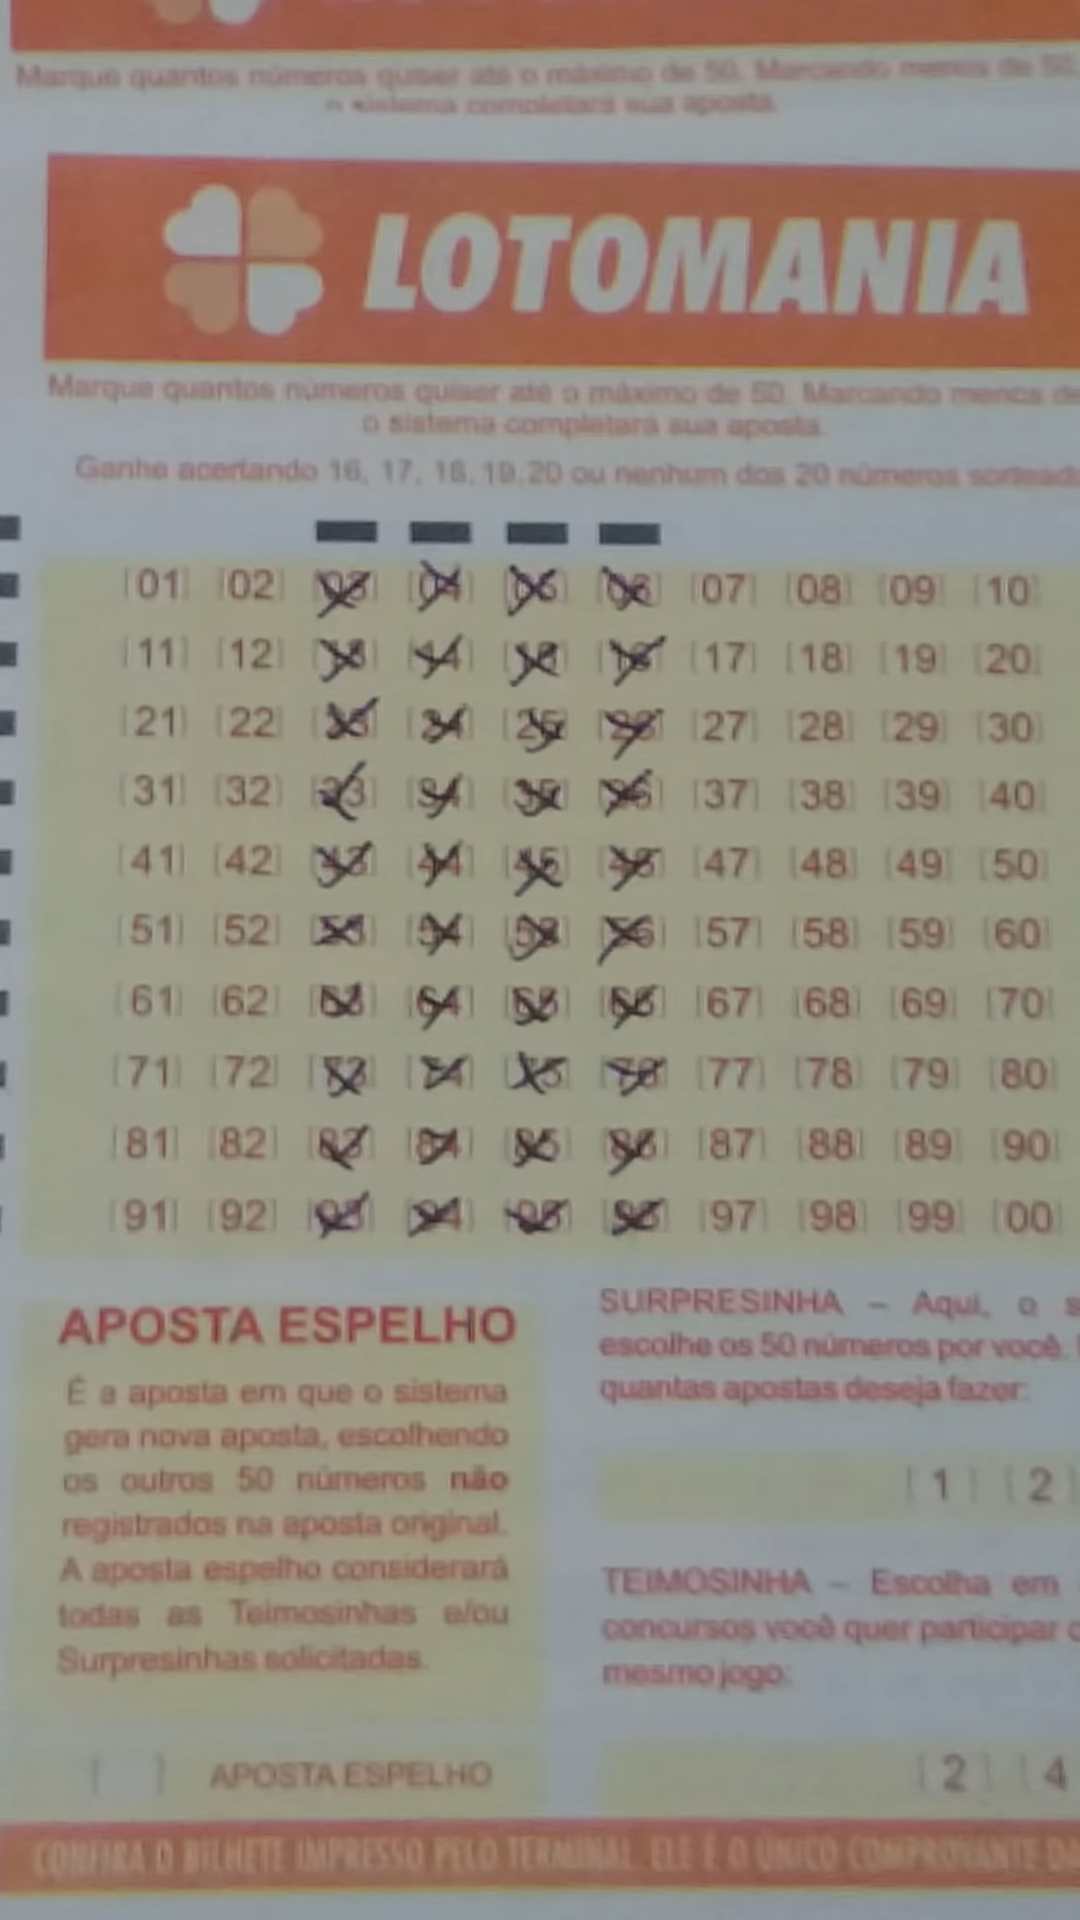 Marque quantos números quiser até o máximo de 50. Marcando menos de 50,
o sistema completará sua aposta.
LOTOMANIA
Marque quantos números quiser até o máximo de 50. Marcando menos de
o sistema completará sua aposta.
Ganhe acertando 16, 17, 18, 19, 20 ou nenhum dos 20 números
[01] [02] [03] [04] [05] [06] [07] [08] [09] [10]
[11] [12] [13] [14] [15] [16] [17] [18] [19] [20]
[21] [22] [23] [24] [25] [26] [27] [28] [29] [30]
[31] [32] [33] [34] [35] [36] [37] [38] [39] [40]
[41] [42] [43] [44] [45] [46] [47] [48] [49] [50]
[51] [52] [53] [54] [55] [56] [57] [58] [59] [60]
[61] [62] [63] [64] [65] [66] [67] [68] [69] [70]
[71] [72] [73] [74] [75] [76] [77] [78] [79] [80]
[81] [82] [83] [84] [85] [86] [87] [88] [89] [90]
[91] [92] [93] [94] [95] [96] [97] [98] [99] [00]
APOSTA ESPELHO
É a aposta em que o sistema
gera nova aposta, escolhendo
os outros 50 números não
registrados na aposta original.
A aposta espelho considerará
todas as Teimosinhas e/ou
Surpresinhas solicitadas.
[ ] APOSTA ESPELHO
SURPRESINHA – Aqui, o s
escolhe os 50 números por você.
quantas apostas deseja fazer:
[1] [2]
TEIMOSINHA – Escolha em
concursos você quer participar c
mesmo jogo:
[2] [4
CONFIRA O BILHETE IMPRESSO PELO TERMINAL. ELE É O ÚNICO COMPROVANTE DA